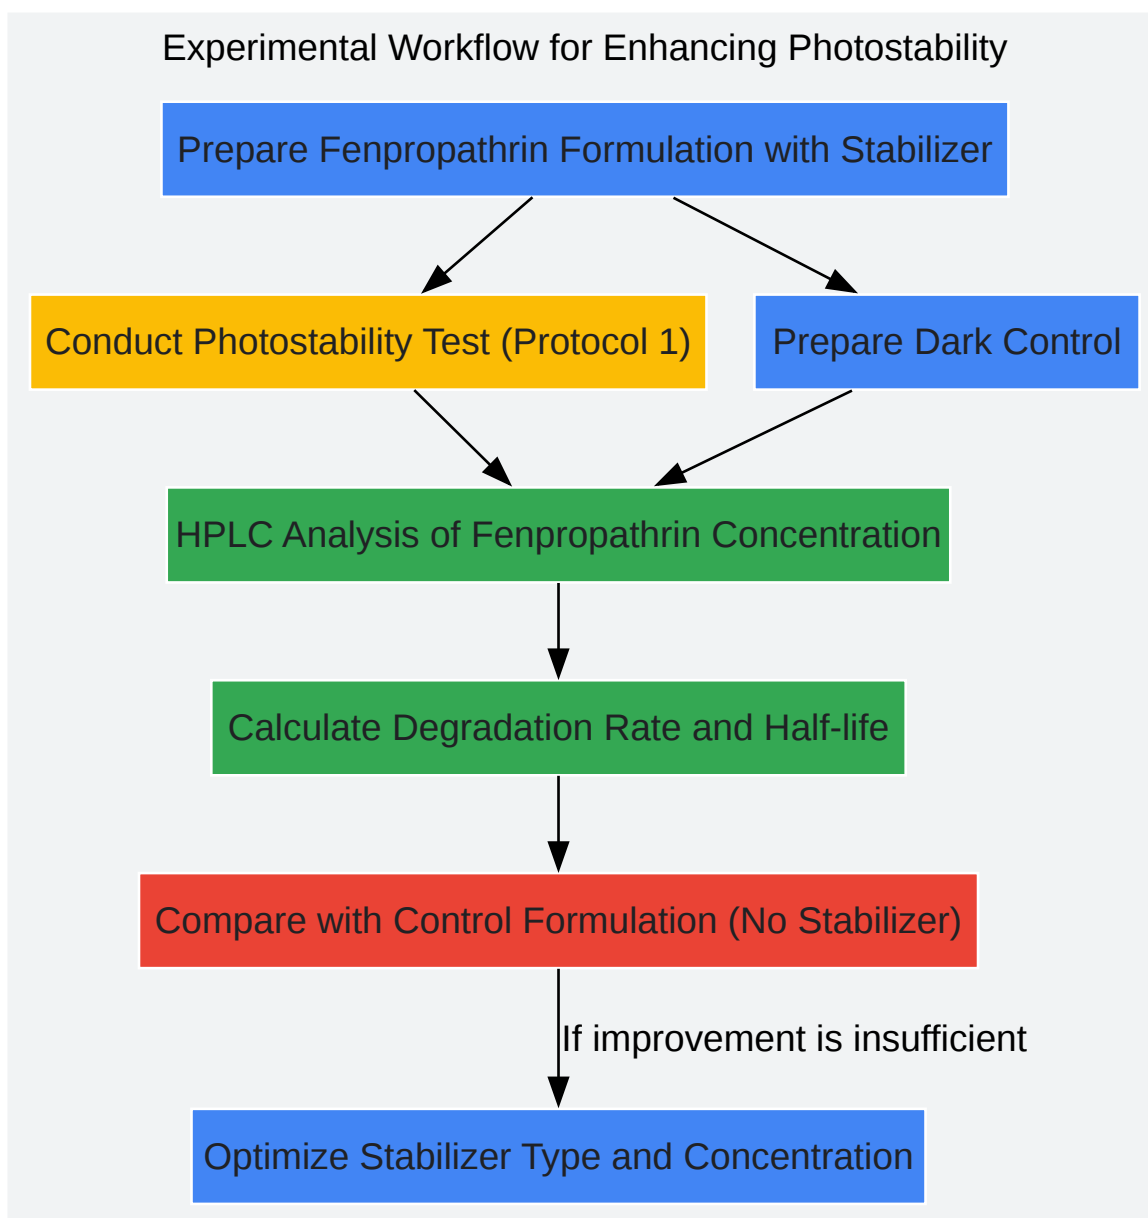 Experimental Workflow for Enhancing Photostability
Prepare Fenpropathrin Formulation with Stabilizer
Conduct Photostability Test (Protocol 1)
Prepare Dark Control
HPLC Analysis of Fenpropathrin Concentration
Calculate Degradation Rate and Half-life
Compare with Control Formulation (No Stabilizer)
If improvement is insufficient
Optimize Stabilizer Type and Concentration